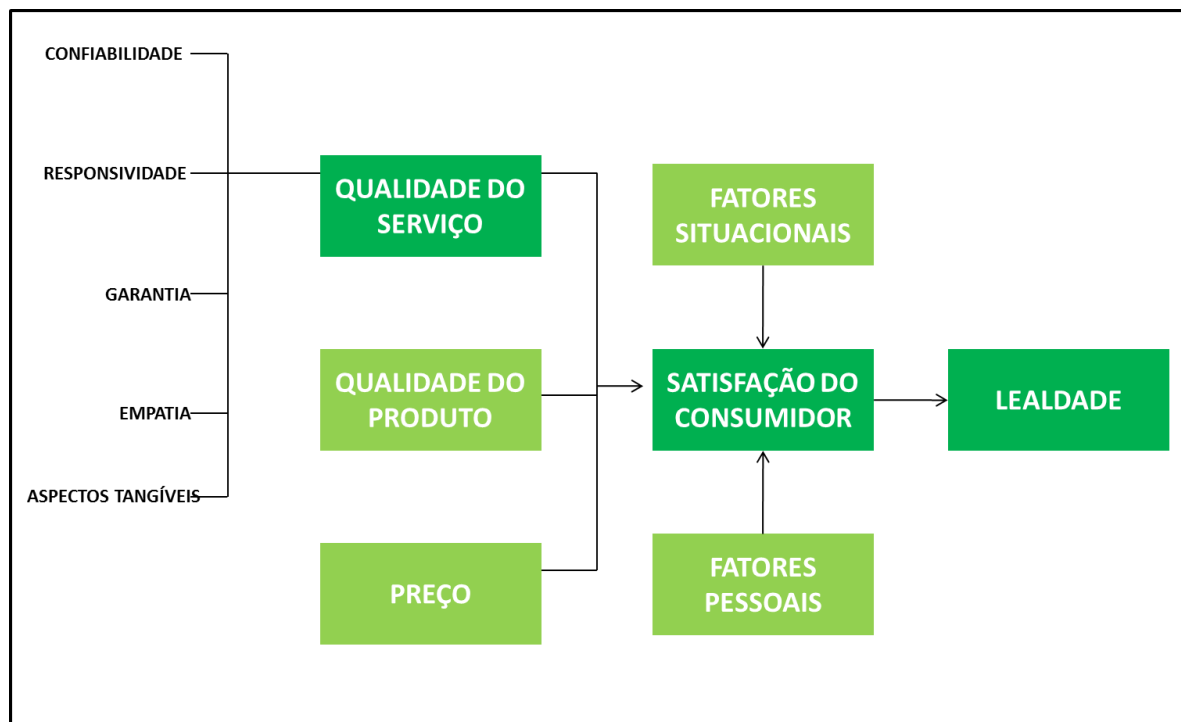 CONFIABILIDADE
RESPONSIVIDADE
GARANTIA
EMPATIA
ASPECTOS TANGÍVEIS
QUALIDADE DO
SERVIÇO
QUALIDADE DO
PRODUTO
PREÇO
FATORES
SITUACIONAIS
SATISFAÇÃO DO
CONSUMIDOR
FATORES
PESSOAIS
LEALDADE